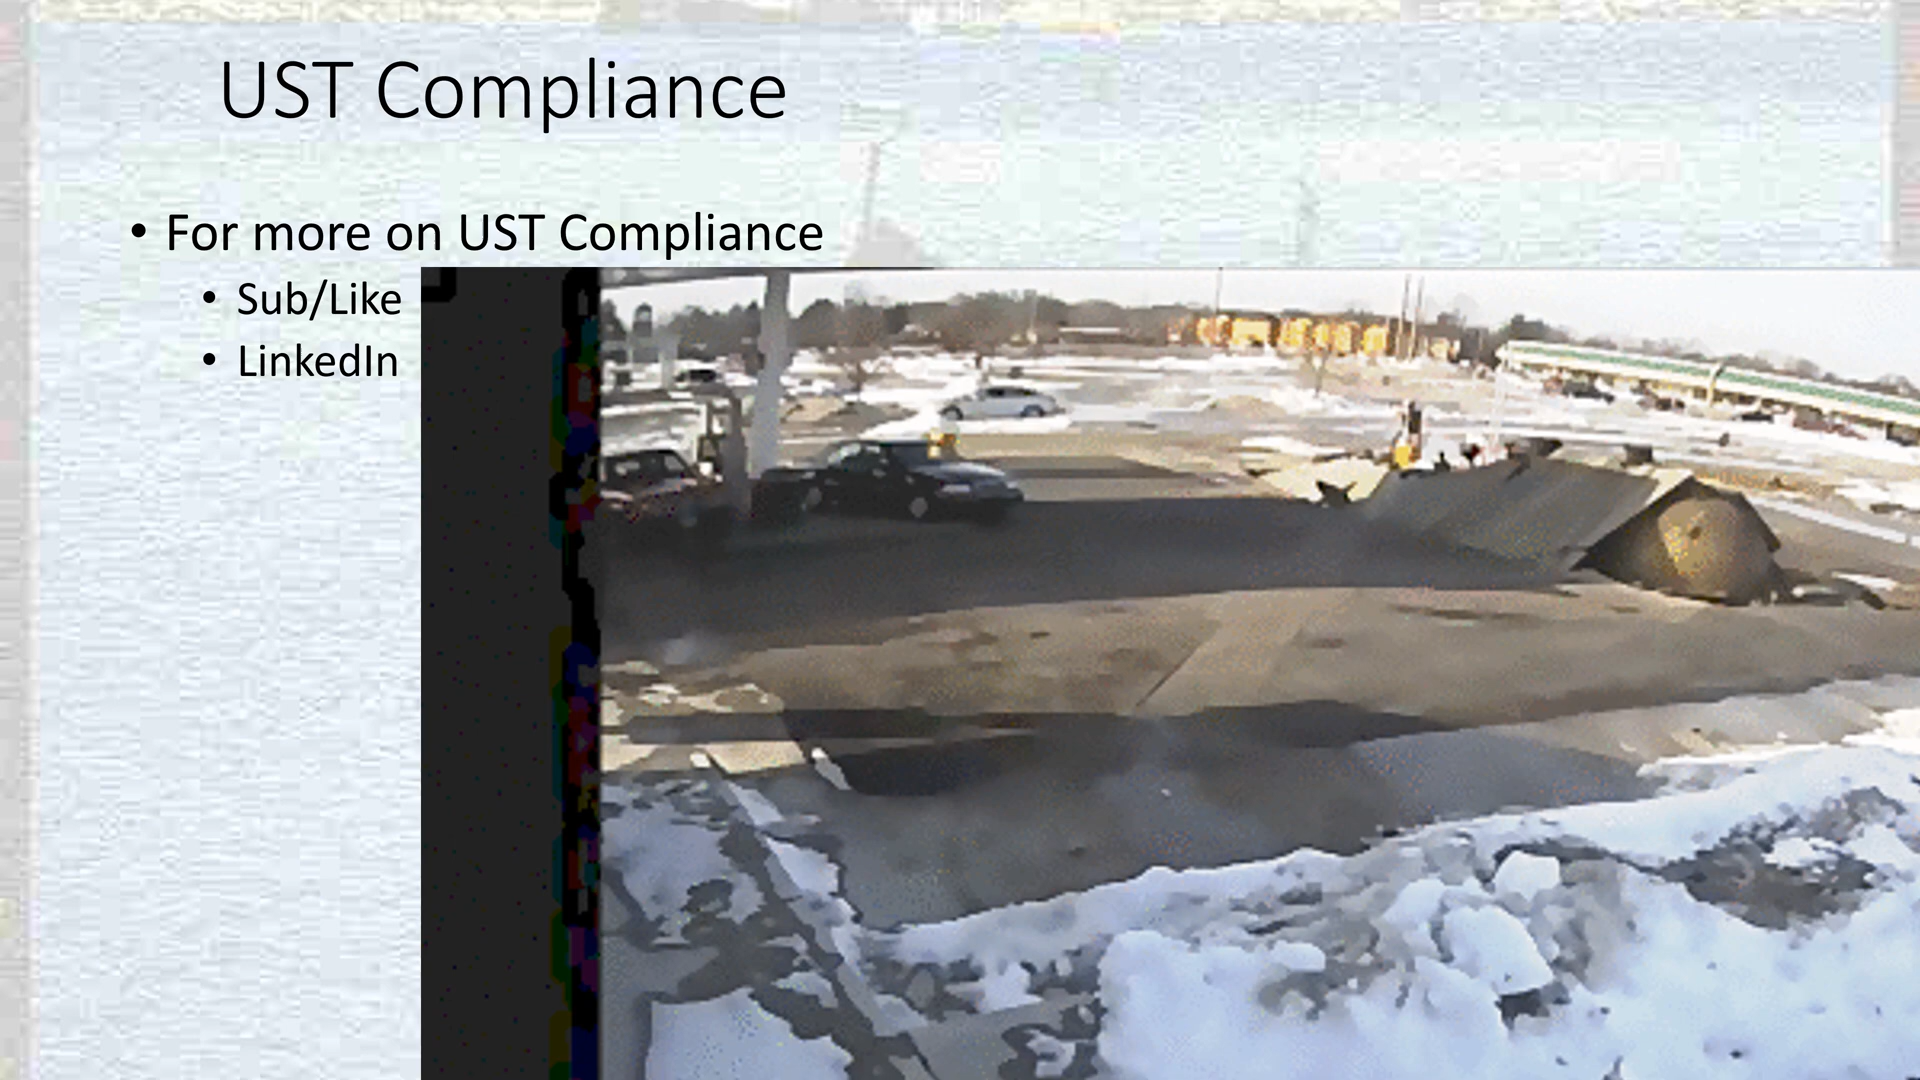 UST Compliance
• For more on UST Compliance
• Sub/Like
• LinkedIn